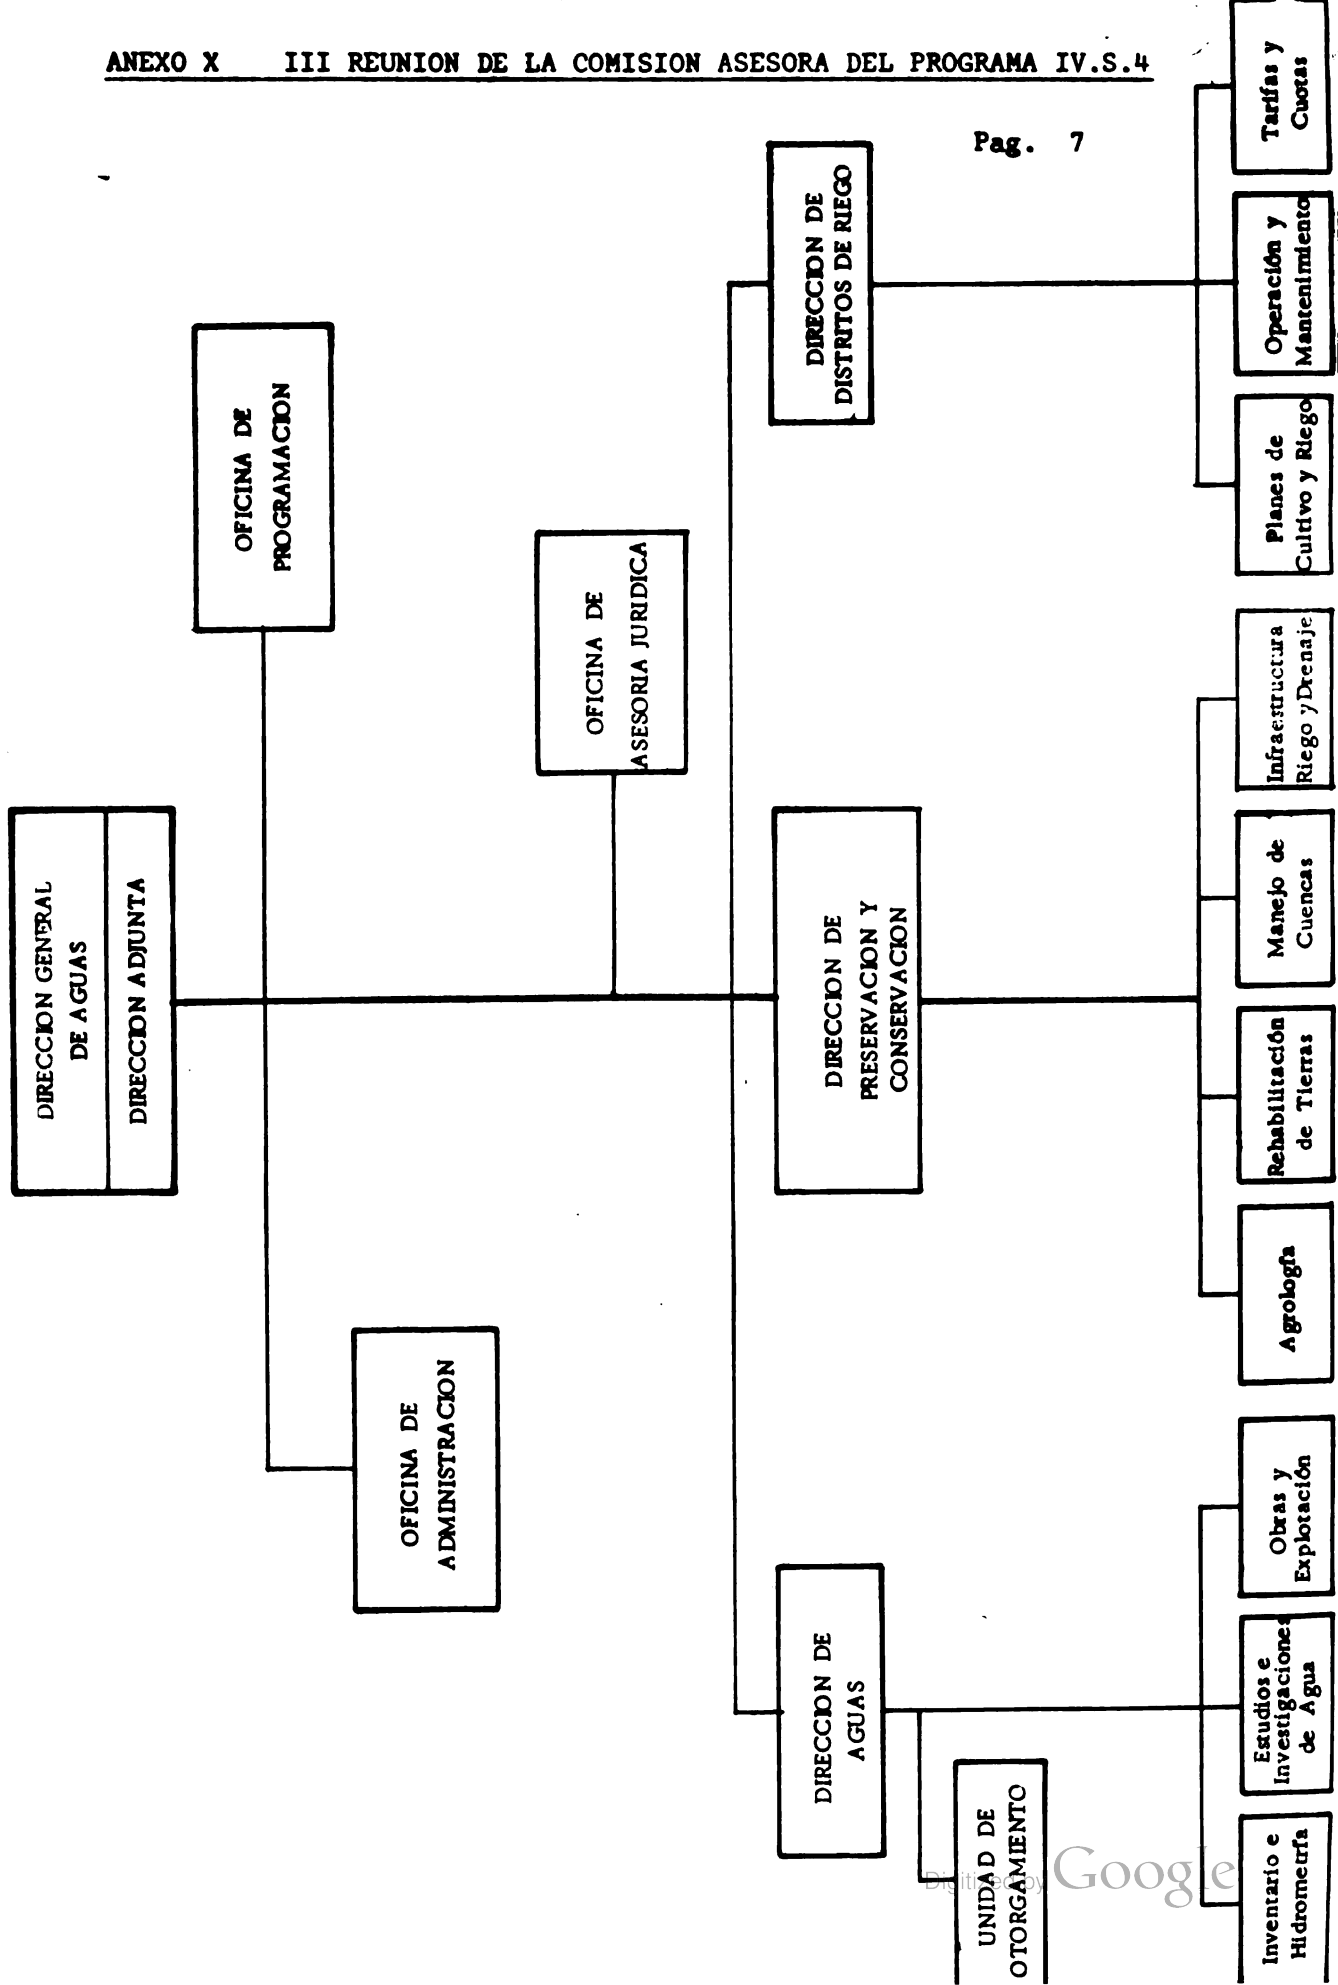 ANEXO X III REUNION DE LA COMISION ASESORA DEL PROGRAMA IV.S.4
Pag. 7
DIRECCION GENERAL
DE AGUAS
DIRECCION ADJUNTA
OFICINA DE
PROGRAMACION
OFICINA DE
ADMINISTRACION
OFICINA DE
ASESORIA JURIDICA
DIRECCION DE
AGUAS
DIRECCION DE
PRESERVACION Y
CONSERVACION
DIRECCION DE
DISTRITOS DE RIEGO
UNIDAD DE
OTORGAMIENTO
Inventario e
Hidrometría
Estudios e
Investigaciones
de Agua
Obras y
Explotación
Agrología
Rehabilitación
de Tierras
Manejo de
Cuencas
Infraestructura
Riego y Drenaje
Planes de
Cultivo y Riego
Operación y
Mantenimiento
Tarifas y
Cuotas
Digitized by Google